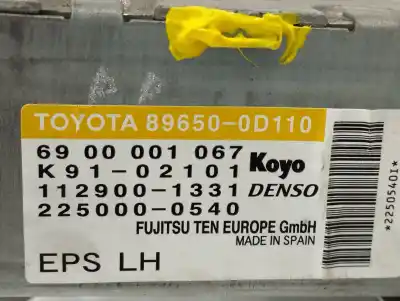 TOYOTA 89650-0D110
69 00 001 067 Koyo
K91-02101
112900-1331 DENSO
225000-0540
FUJITSU TEN EUROPE GmbH
MADE IN SPAIN
EPS LH
*2250540I*